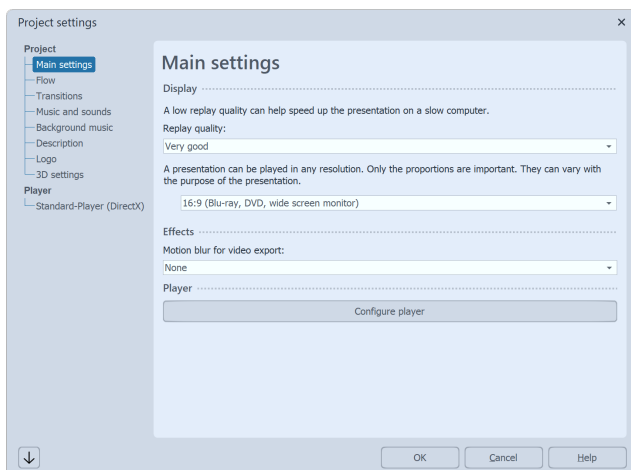 Project settings
Project
Main settings
Flow
Transitions
Music and sounds
Background music
Description
Logo
3D settings
Player
Standard-Player (DirectX)
Main settings
Display
A low replay quality can help speed up the presentation on a slow computer.
Replay quality:
Very good
A presentation can be played in any resolution. Only the proportions are important. They can vary with
the purpose of the presentation.
16:9 (Blu-ray, DVD, wide screen monitor)
Effects
Motion blur for video export:
None
Player
Configure player
OK
Cancel
Help